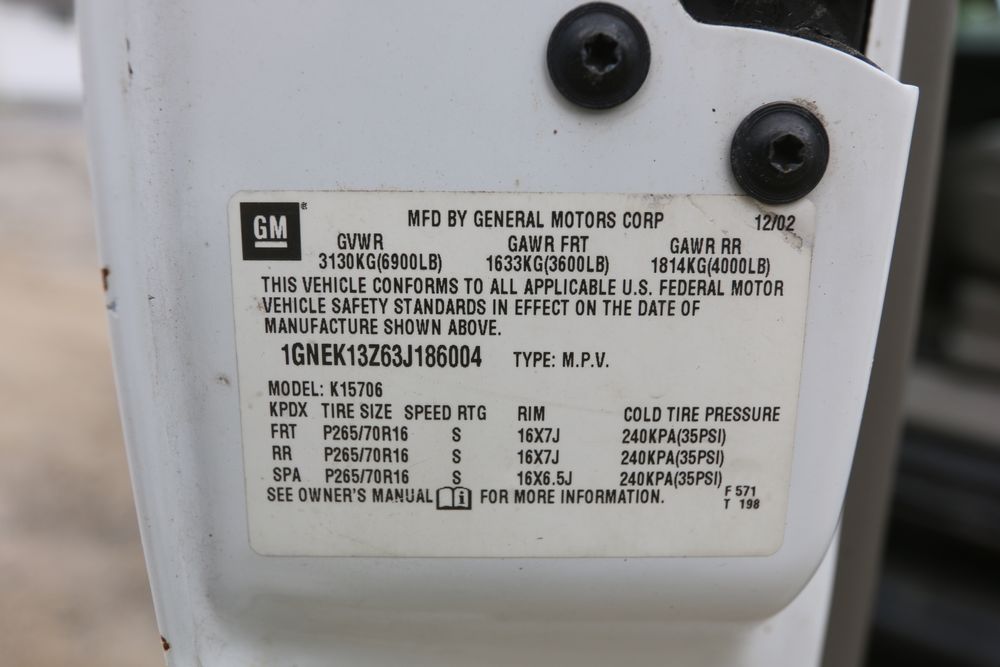 GM MFD BY GENERAL MOTORS CORP 12/02
GVWR GAWR FRT GAWR RR
3130KG(6900LB) 1633KG(3600LB) 1814KG(4000LB)
THIS VEHICLE CONFORMS TO ALL APPLICABLE U.S. FEDERAL MOTOR
VEHICLE SAFETY STANDARDS IN EFFECT ON THE DATE OF
MANUFACTURE SHOWN ABOVE.
1GNEK13Z63J186004 TYPE: M.P.V.
MODEL: K15706
KPDX TIRE SIZE SPEED RTG RIM COLD TIRE PRESSURE
FRT P265/70R16 S 16X7J 240KPA(35PSI)
RR P265/70R16 S 16X7J 240KPA(35PSI)
SPA P265/70R16 S 16X6.5J 240KPA(35PSI)
SEE OWNER'S MANUAL i FOR MORE INFORMATION. F 571
T 198